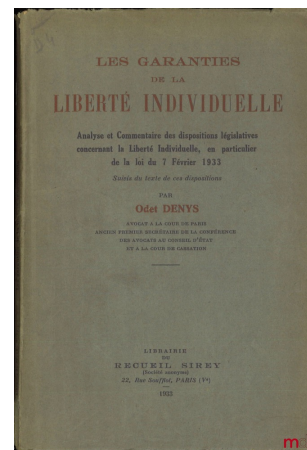 LES GARANTIES
DE LA
LIBERTÉ INDIVIDUELLE
Analyse et Commentaire des dispositions législatives
concernant la Liberté Individuelle, en particulier
de la loi du 7 Février 1933
Suivis du texte de ces dispositions
PAR
Odet DENYS
AVOCAT A LA COUR DE PARIS
ANCIEN PREMIER SECRÉTAIRE DE LA CONFÉRENCE
DES AVOCATS AU CONSEIL D'ÉTAT
ET A LA COUR DE CASSATION
LIBRAIRIE
DU
RECUEIL SIREY
(Société anonyme)
22, Rue Soufflot, PARIS (Vᵉ)
1933
m